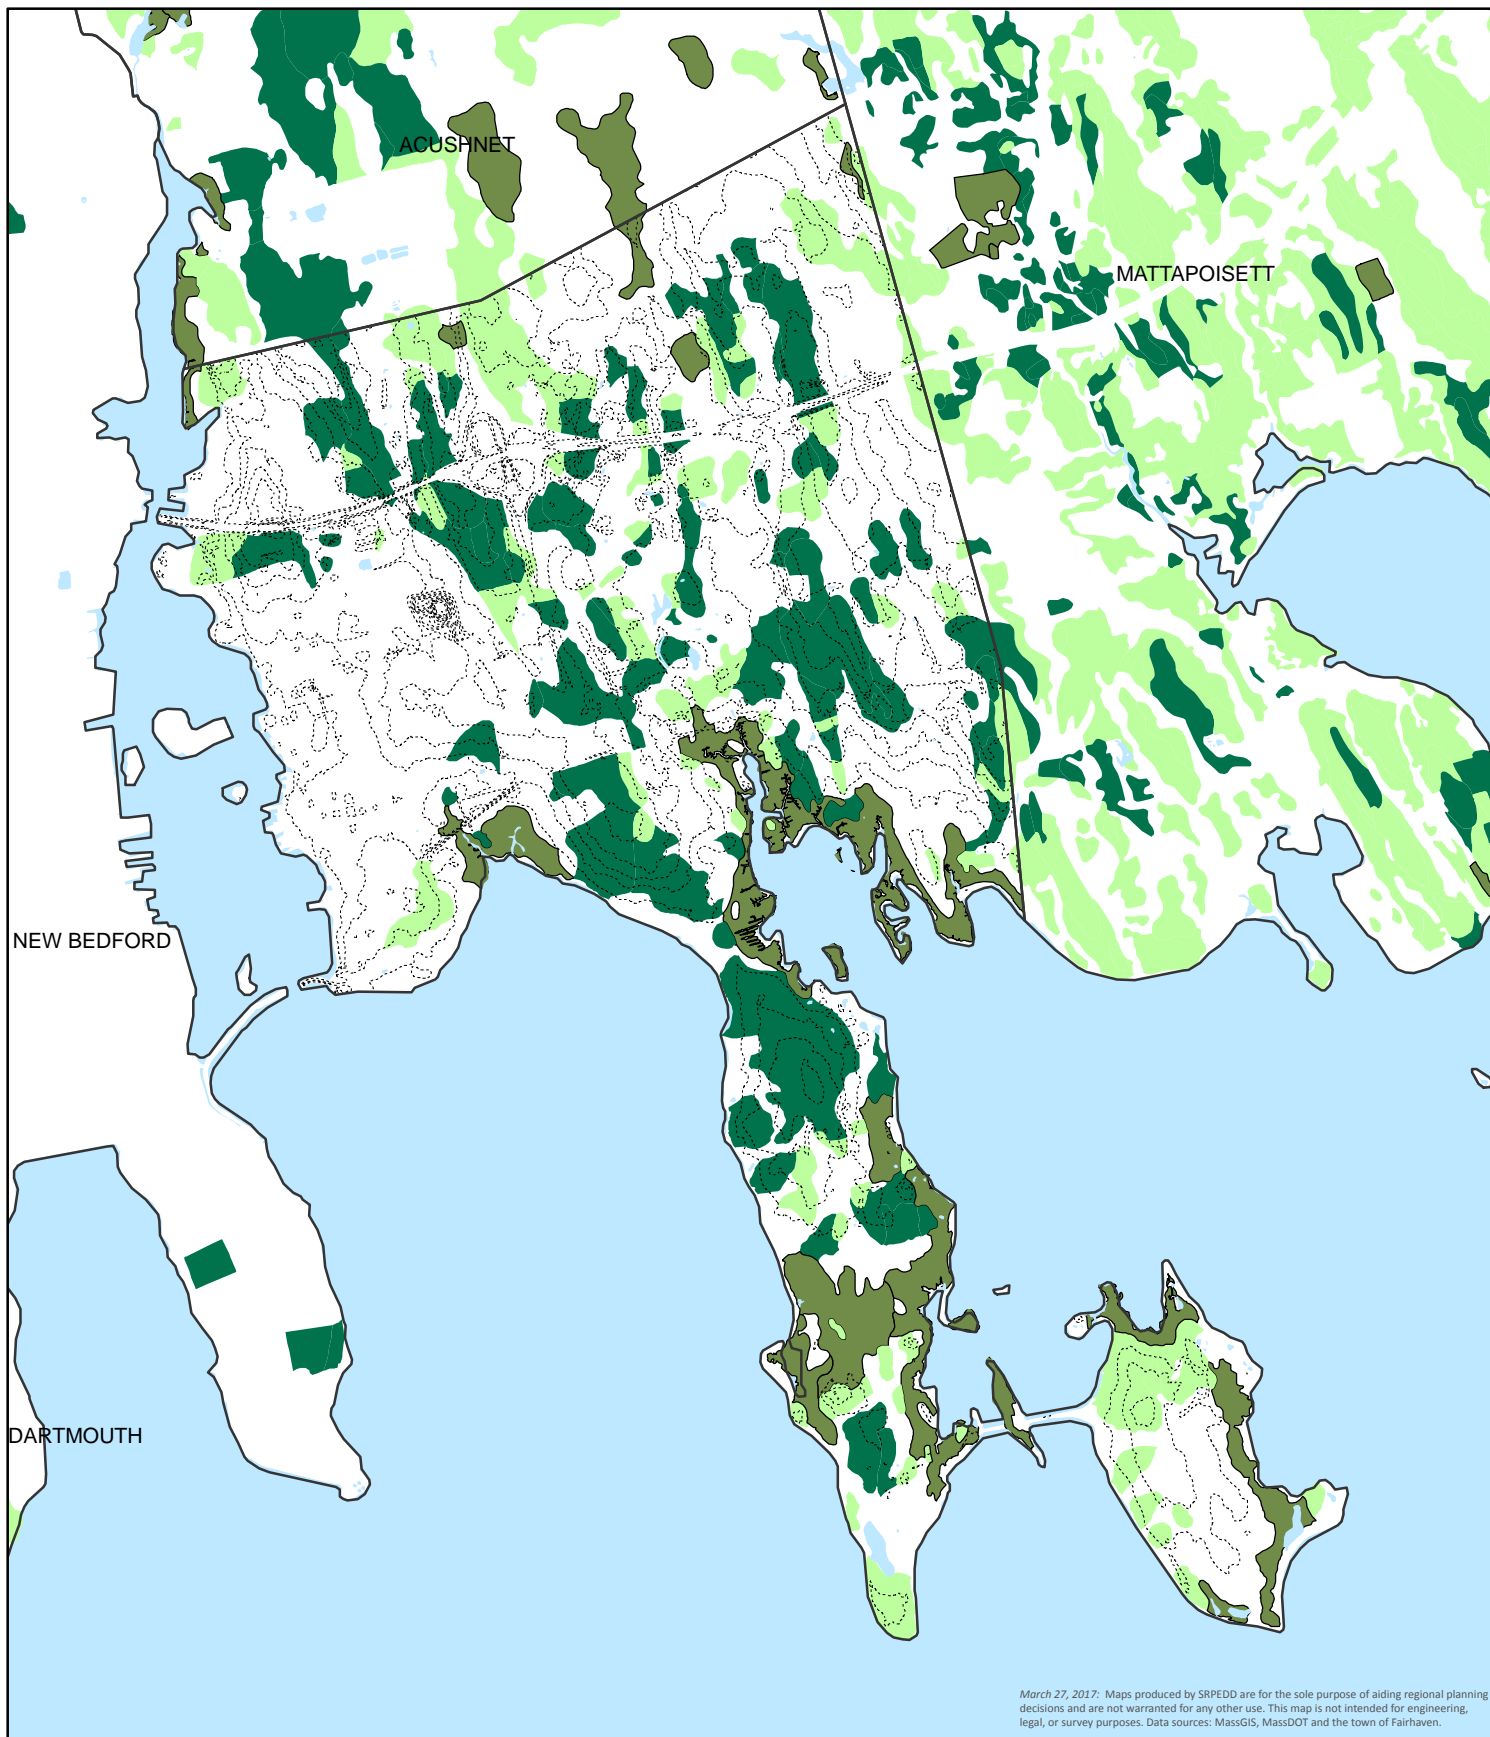 ACUSHNET
MATTAPOISETT
NEW BEDFORD
DARTMOUTH
March 27, 2017: Maps produced by SRPEDD are for the sole purpose of aiding regional planning
decisions and are not warranted for any other use. This map is not intended for engineering,
legal, or survey purposes. Data sources: MassGIS, MassDOT and the town of Fairhaven.